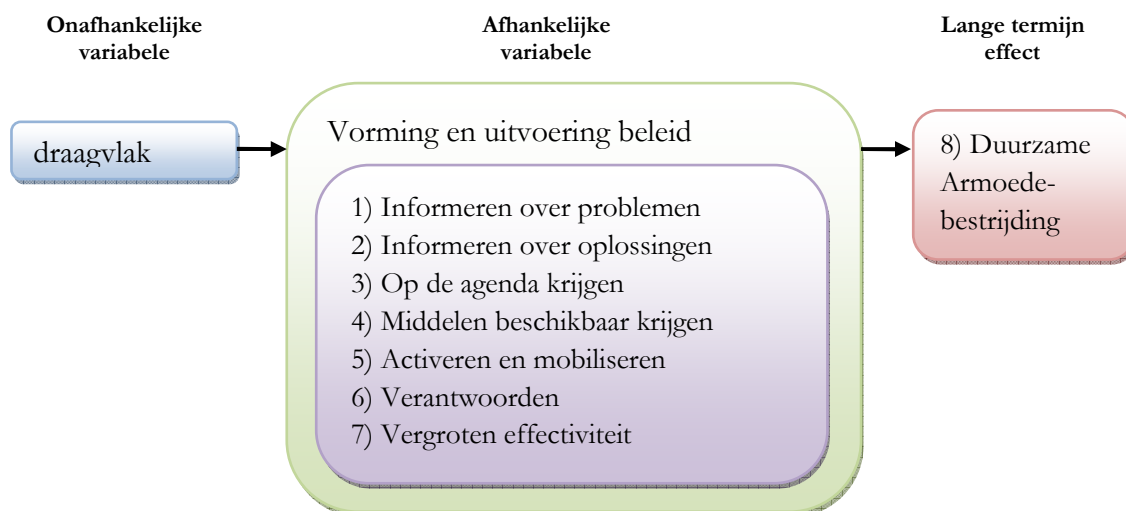 Onafhankelijke
variabele
Afhankelijke
variabele
Lange termijn
effect
draagvlak
Vorming en uitvoering beleid
1) Informeren over problemen
2) Informeren over oplossingen
3) Op de agenda krijgen
4) Middelen beschikbaar krijgen
5) Activeren en mobiliseren
6) Verantwoorden
7) Vergroten effectiviteit
8) Duurzame
Armoede-
bestrijding